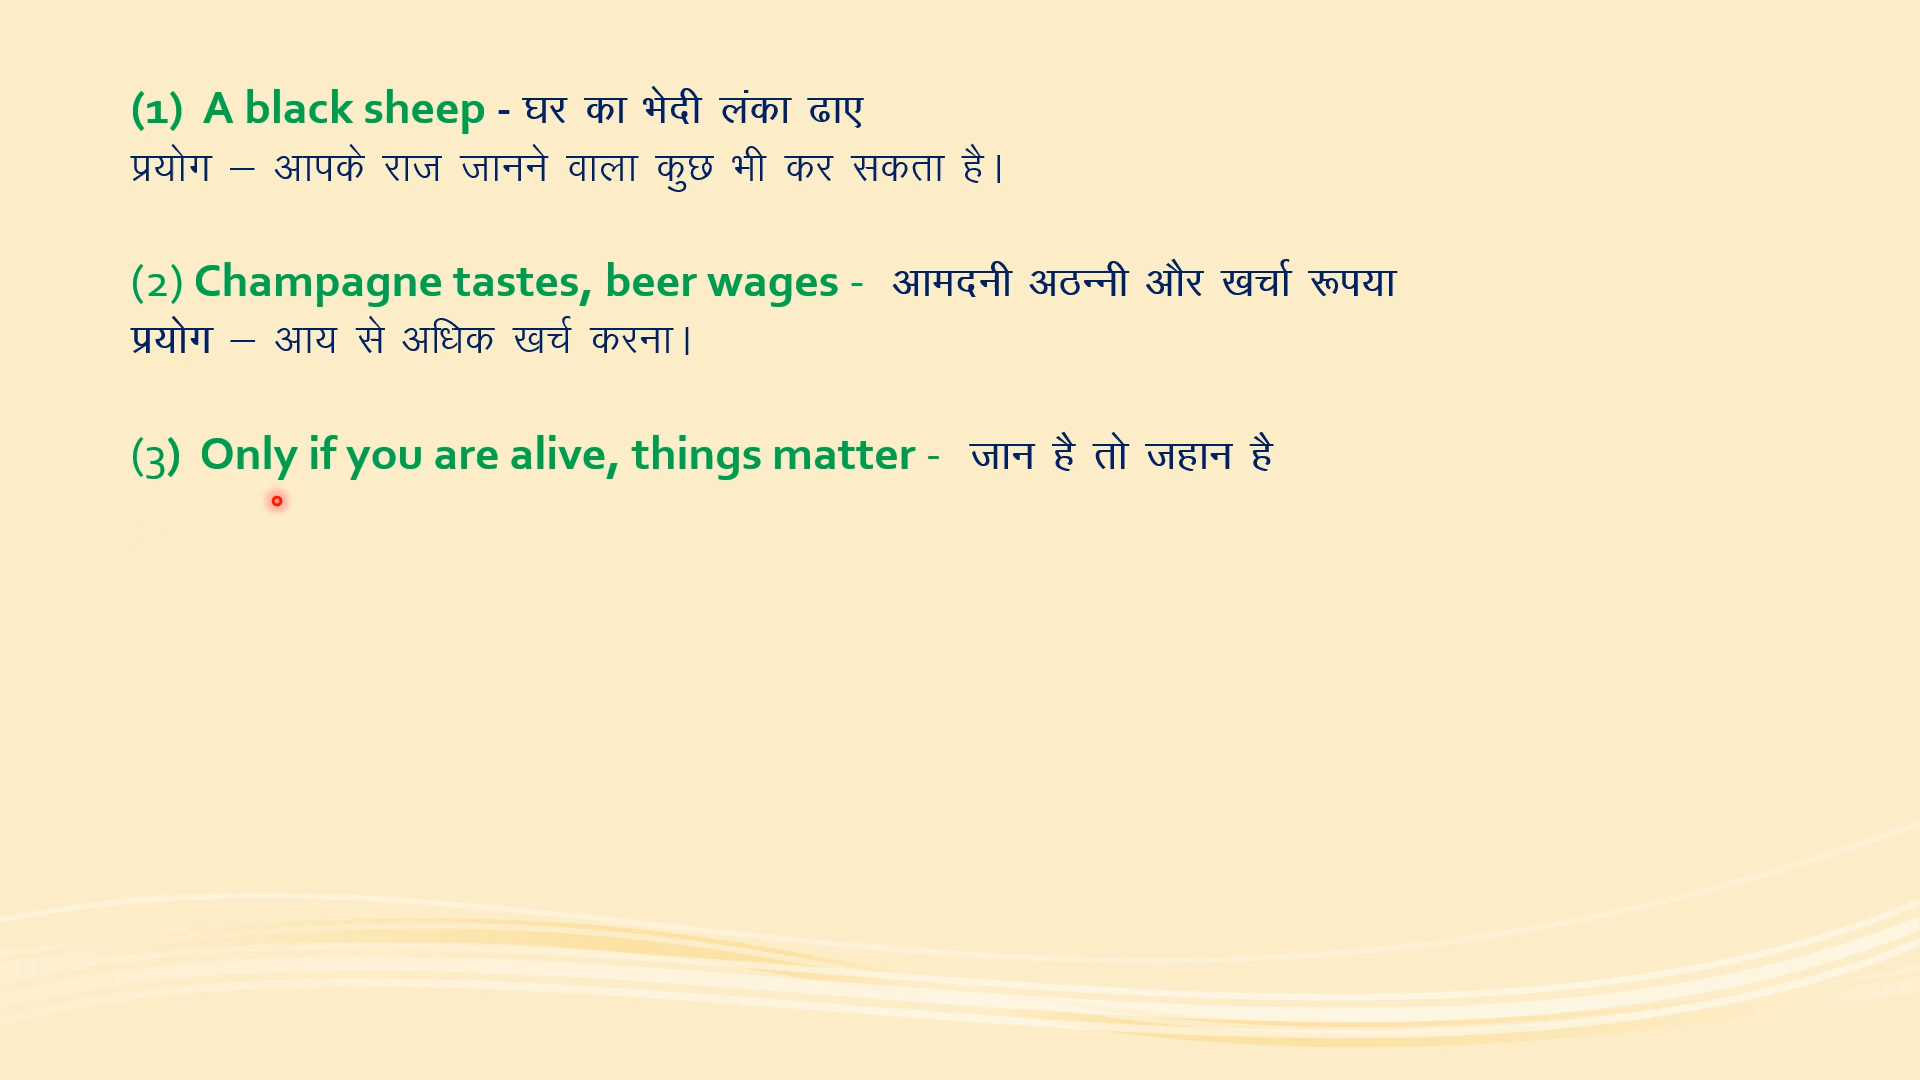 (1) A black sheep - घर का भेदी लंका ढाए
प्रयोग – आपके राज जानने वाला कुछ भी कर सकता है।
(2) Champagne tastes, beer wages - आमदनी अठन्नी और खर्चा रूपया
प्रयोग – आय से अधिक खर्च करना।
(3) Only if you are alive, things matter - जान है तो जहान है